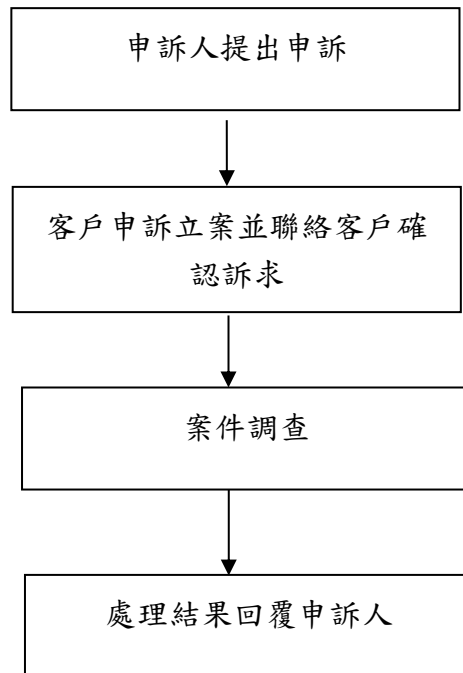 申訴人提出申訴
客戶申訴立案並聯絡客戶確
認訴求
案件調查
處理結果回覆申訴人